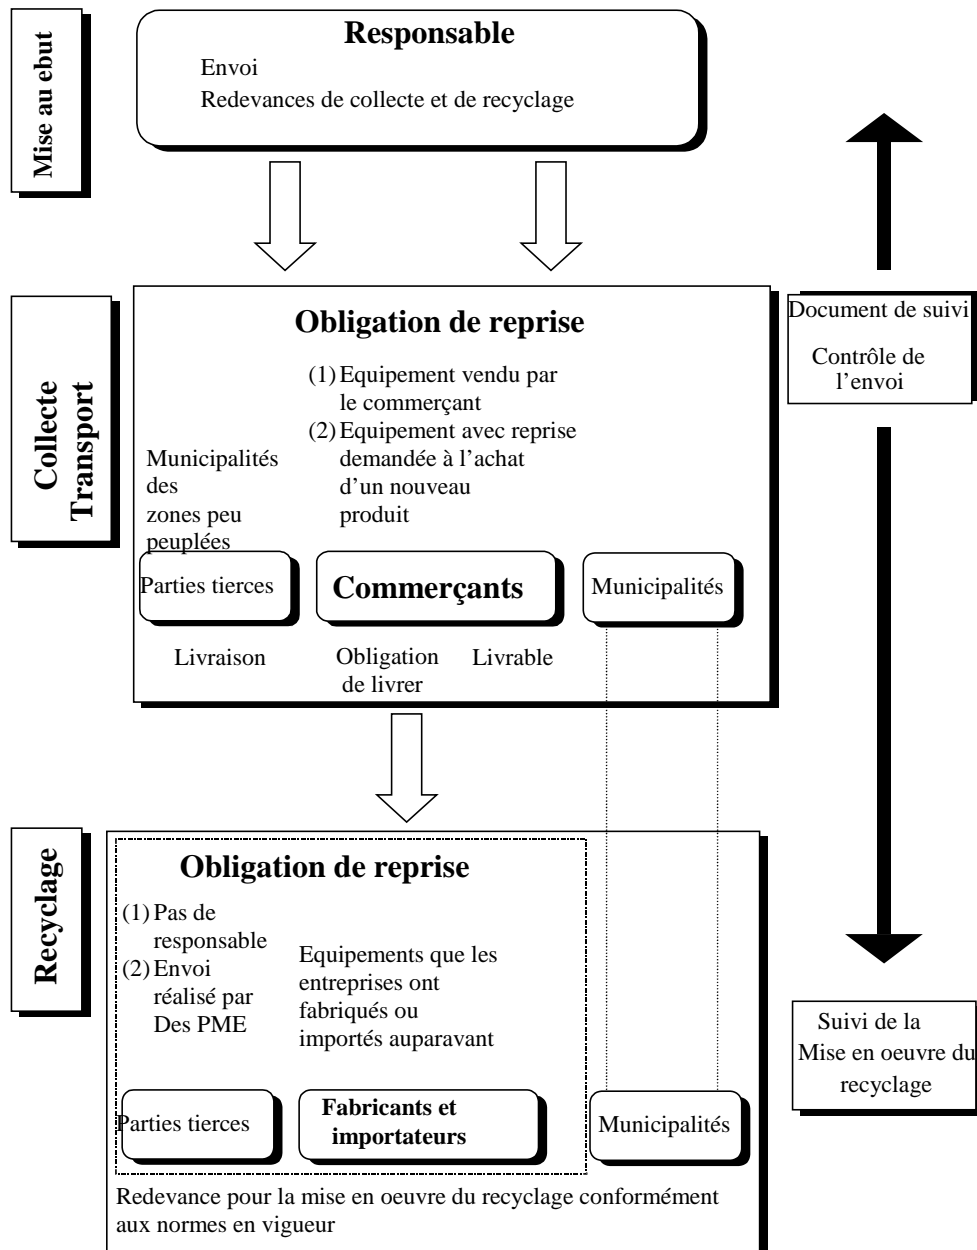 Mise au ebut
Responsable
Envoi
Redevances de collecte et de recyclage
Collecte
Transport
Obligation de reprise
(1) Equipement vendu par
le commerçant
(2) Equipement avec reprise
demandée à l’achat
d’un nouveau
produit
Municipalités
des
zones peu
peuplées
Parties tierces
Commerçants
Municipalités
Livraison
Obligation
de livrer
Livrable
Document de suivi
Contrôle de
l’envoi
Recyclage
Obligation de reprise
(1) Pas de
responsable
(2) Envoi
réalisé par
Des PME
Equipements que les
entreprises ont
fabriqués ou
importés auparavant
Parties tierces
Fabricants et
importateurs
Municipalités
Redevance pour la mise en oeuvre du recyclage conformément
aux normes en vigueur
Suivi de la
Mise en oeuvre du
recyclage